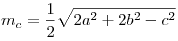 $m_c = \frac{1}{2}\sqrt{2a^2 + 2b^2 - c^2}$